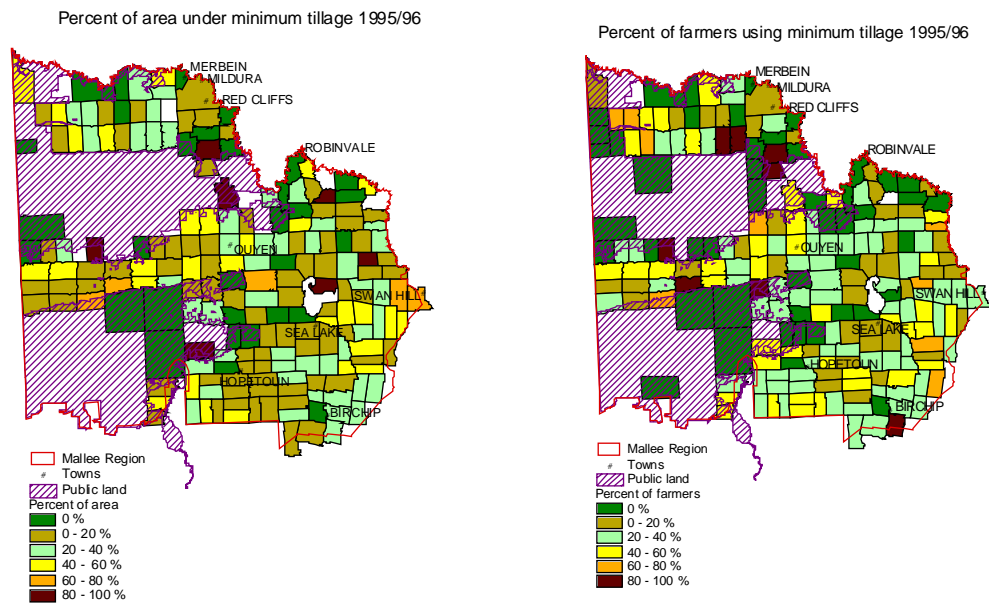 Percent of area under minimum tillage 1995/96
MERBEIN
MILDURA
# RED CLIFFS
ROBINVALE
#
OUYEN
SWAN HILL #
SEA LAKE
#
HOPETOUN
BIRCHIP
Mallee Region
# Towns
Public land
Percent of area
0 %
0 - 20 %
20 - 40 %
40 - 60 %
60 - 80 %
80 - 100 %
Percent of farmers using minimum tillage 1995/96
MERBEIN
MILDURA
# RED CLIFFS
ROBINVALE
# OUYEN
SWAN HILL #
SEA LAKE
HOPETOUN
BIRCHIP
Mallee Region
# Towns
Public land
Percent of farmers
0 %
0 - 20 %
20 - 40 %
40 - 60 %
60 - 80 %
80 - 100 %